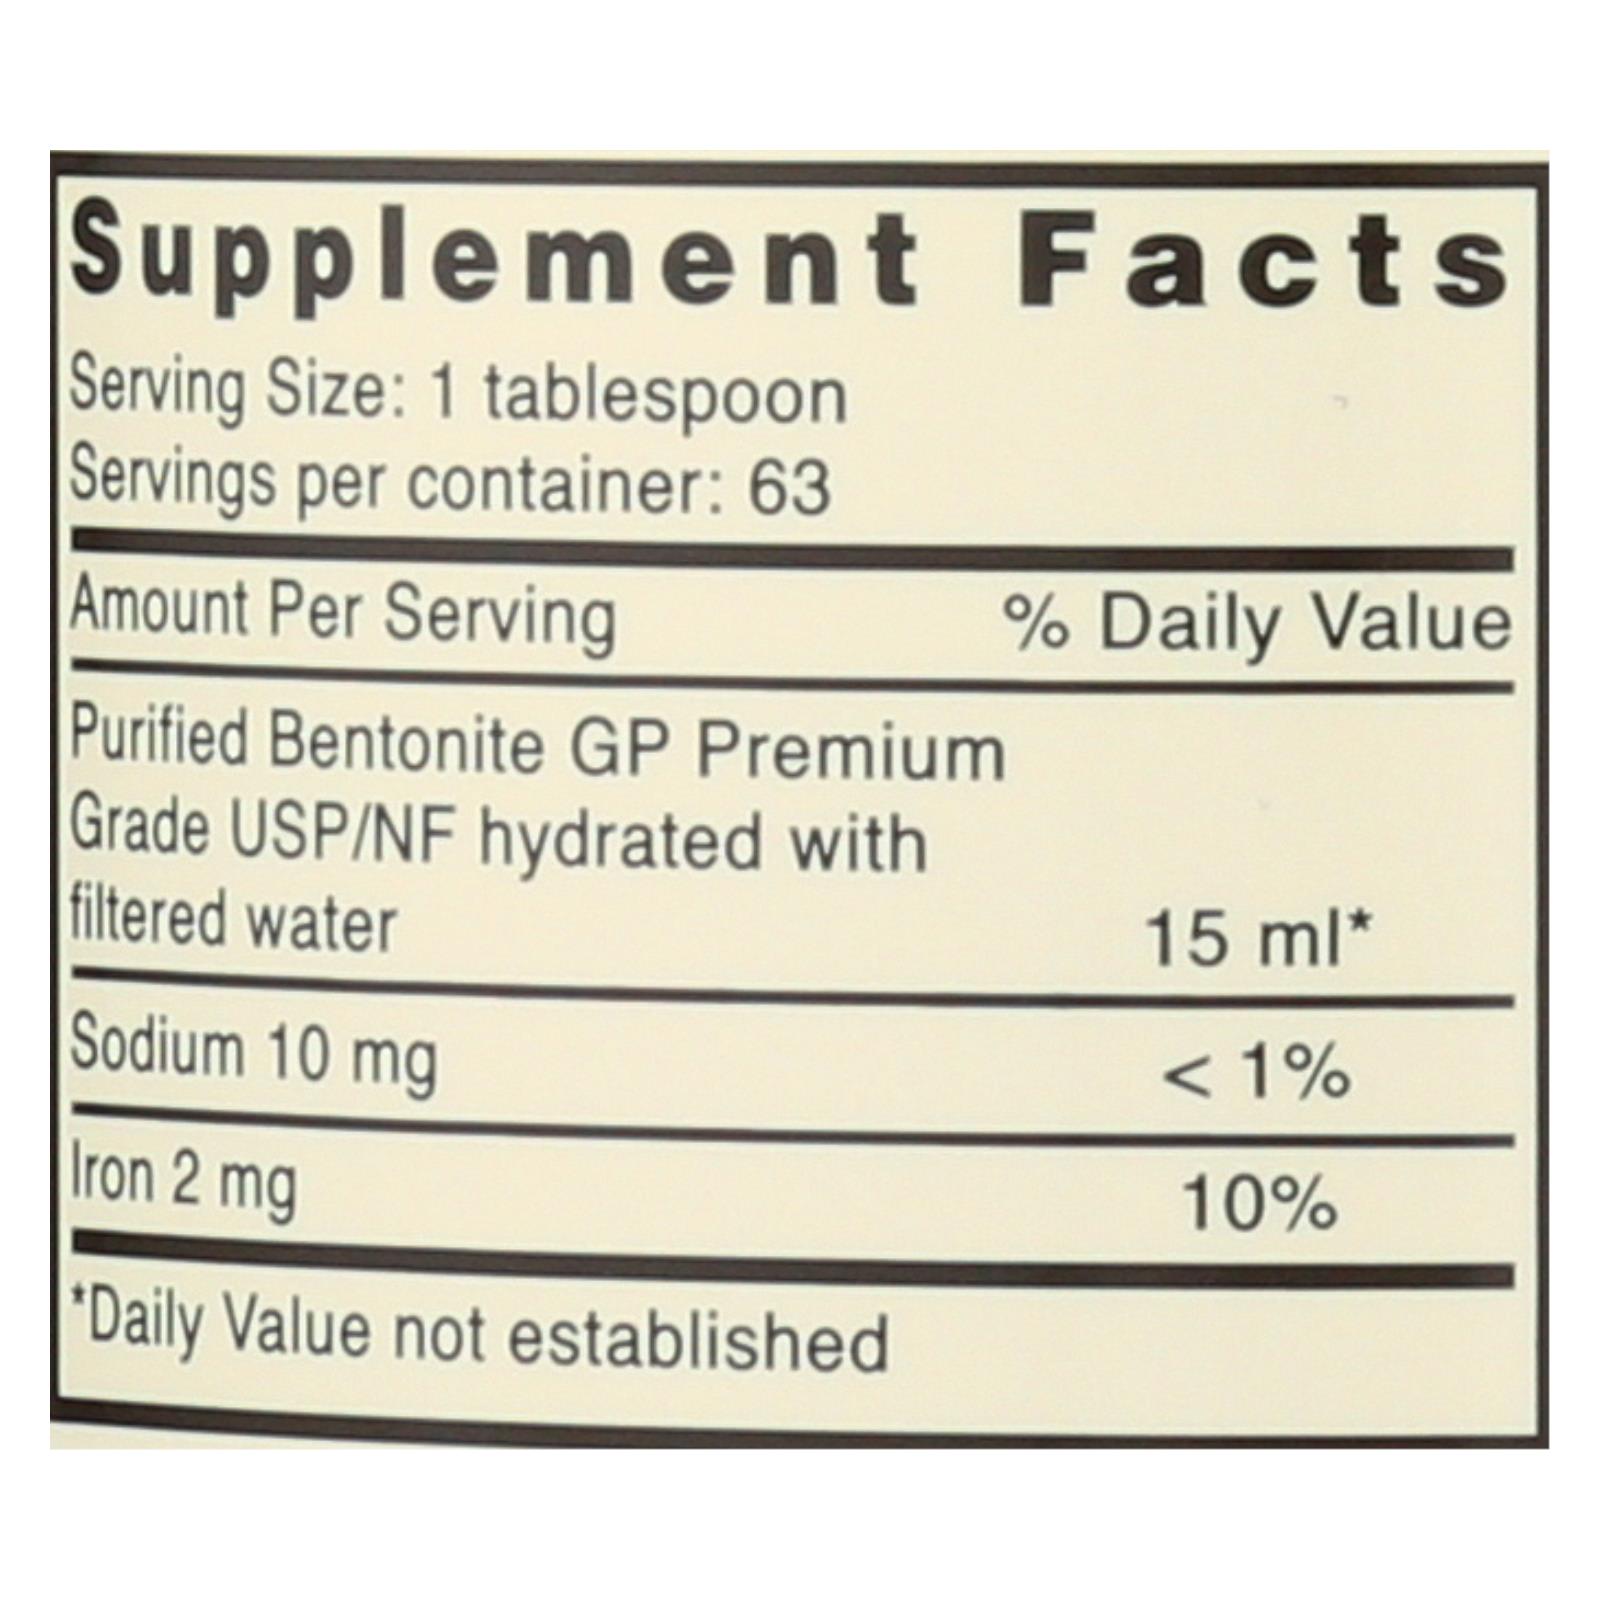 Supplement Facts
Serving Size: 1 tablespoon
Servings per container: 63
Amount Per Serving % Daily Value
Purified Bentonite GP Premium
Grade USP/NF hydrated with
filtered water 15 ml*
Sodium 10 mg < 1%
Iron 2 mg 10%
*Daily Value not established